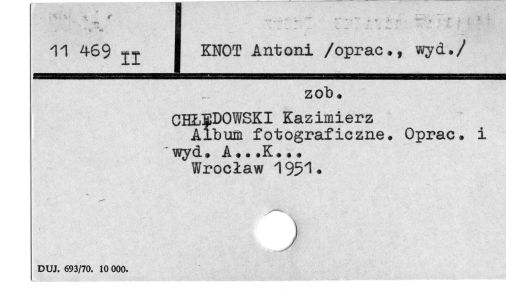 11 469 II
KNOT Antoni /oprac., wyd./
zob.
CHŁĘDOWSKI Kazimierz
Album fotograficzne. Oprac. i
wyd. A...K...
Wrocław 1951.
DUJ. 693/70. 10 000.